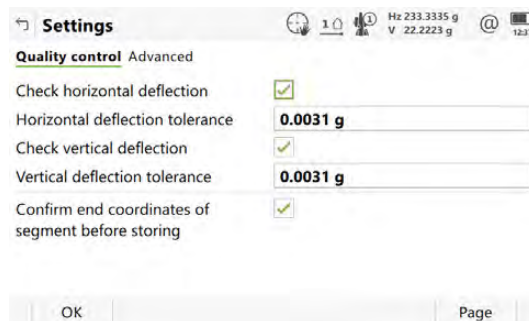 Settings
1
1
Hz 233.3335 g
V 22.2223 g
@
Quality control Advanced
Check horizontal deflection
Horizontal deflection tolerance 0.0031 g
Check vertical deflection
Vertical deflection tolerance 0.0031 g
Confirm end coordinates of
segment before storing
OK Page